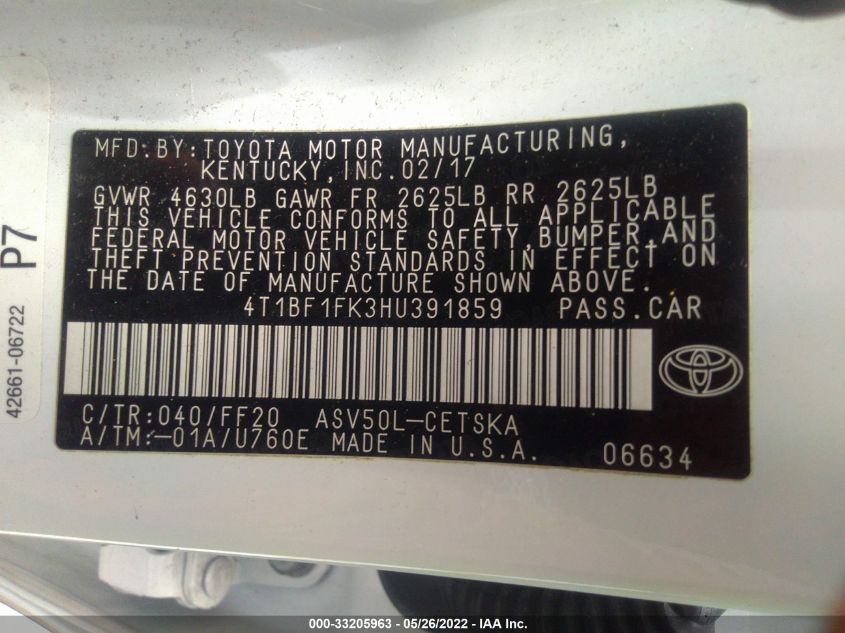 MFD.BY:TOYOTA MOTOR MANUFACTURING,
KENTUCKY,INC.02/17
GVWR 4630LB GAWR FR 2625LB RR 2625LB
THIS VEHICLE CONFORMS TO ALL APPLICABLE
FEDERAL MOTOR VEHICLE SAFETY,BUMPER,AND
THEFT PREVENTION STANDARDS IN EFFECT ON
THE DATE OF MANUFACTURE SHOWN ABOVE.
4T1BF1FK3HU391859 PASS.CAR
C/TR:040/FF20 ASV50L-CETSKA
A/TM:-01A/U760E MADE IN U.S.A. 06634
P7
42661-06722
000-33205963 - 05/26/2022 - IAA Inc.